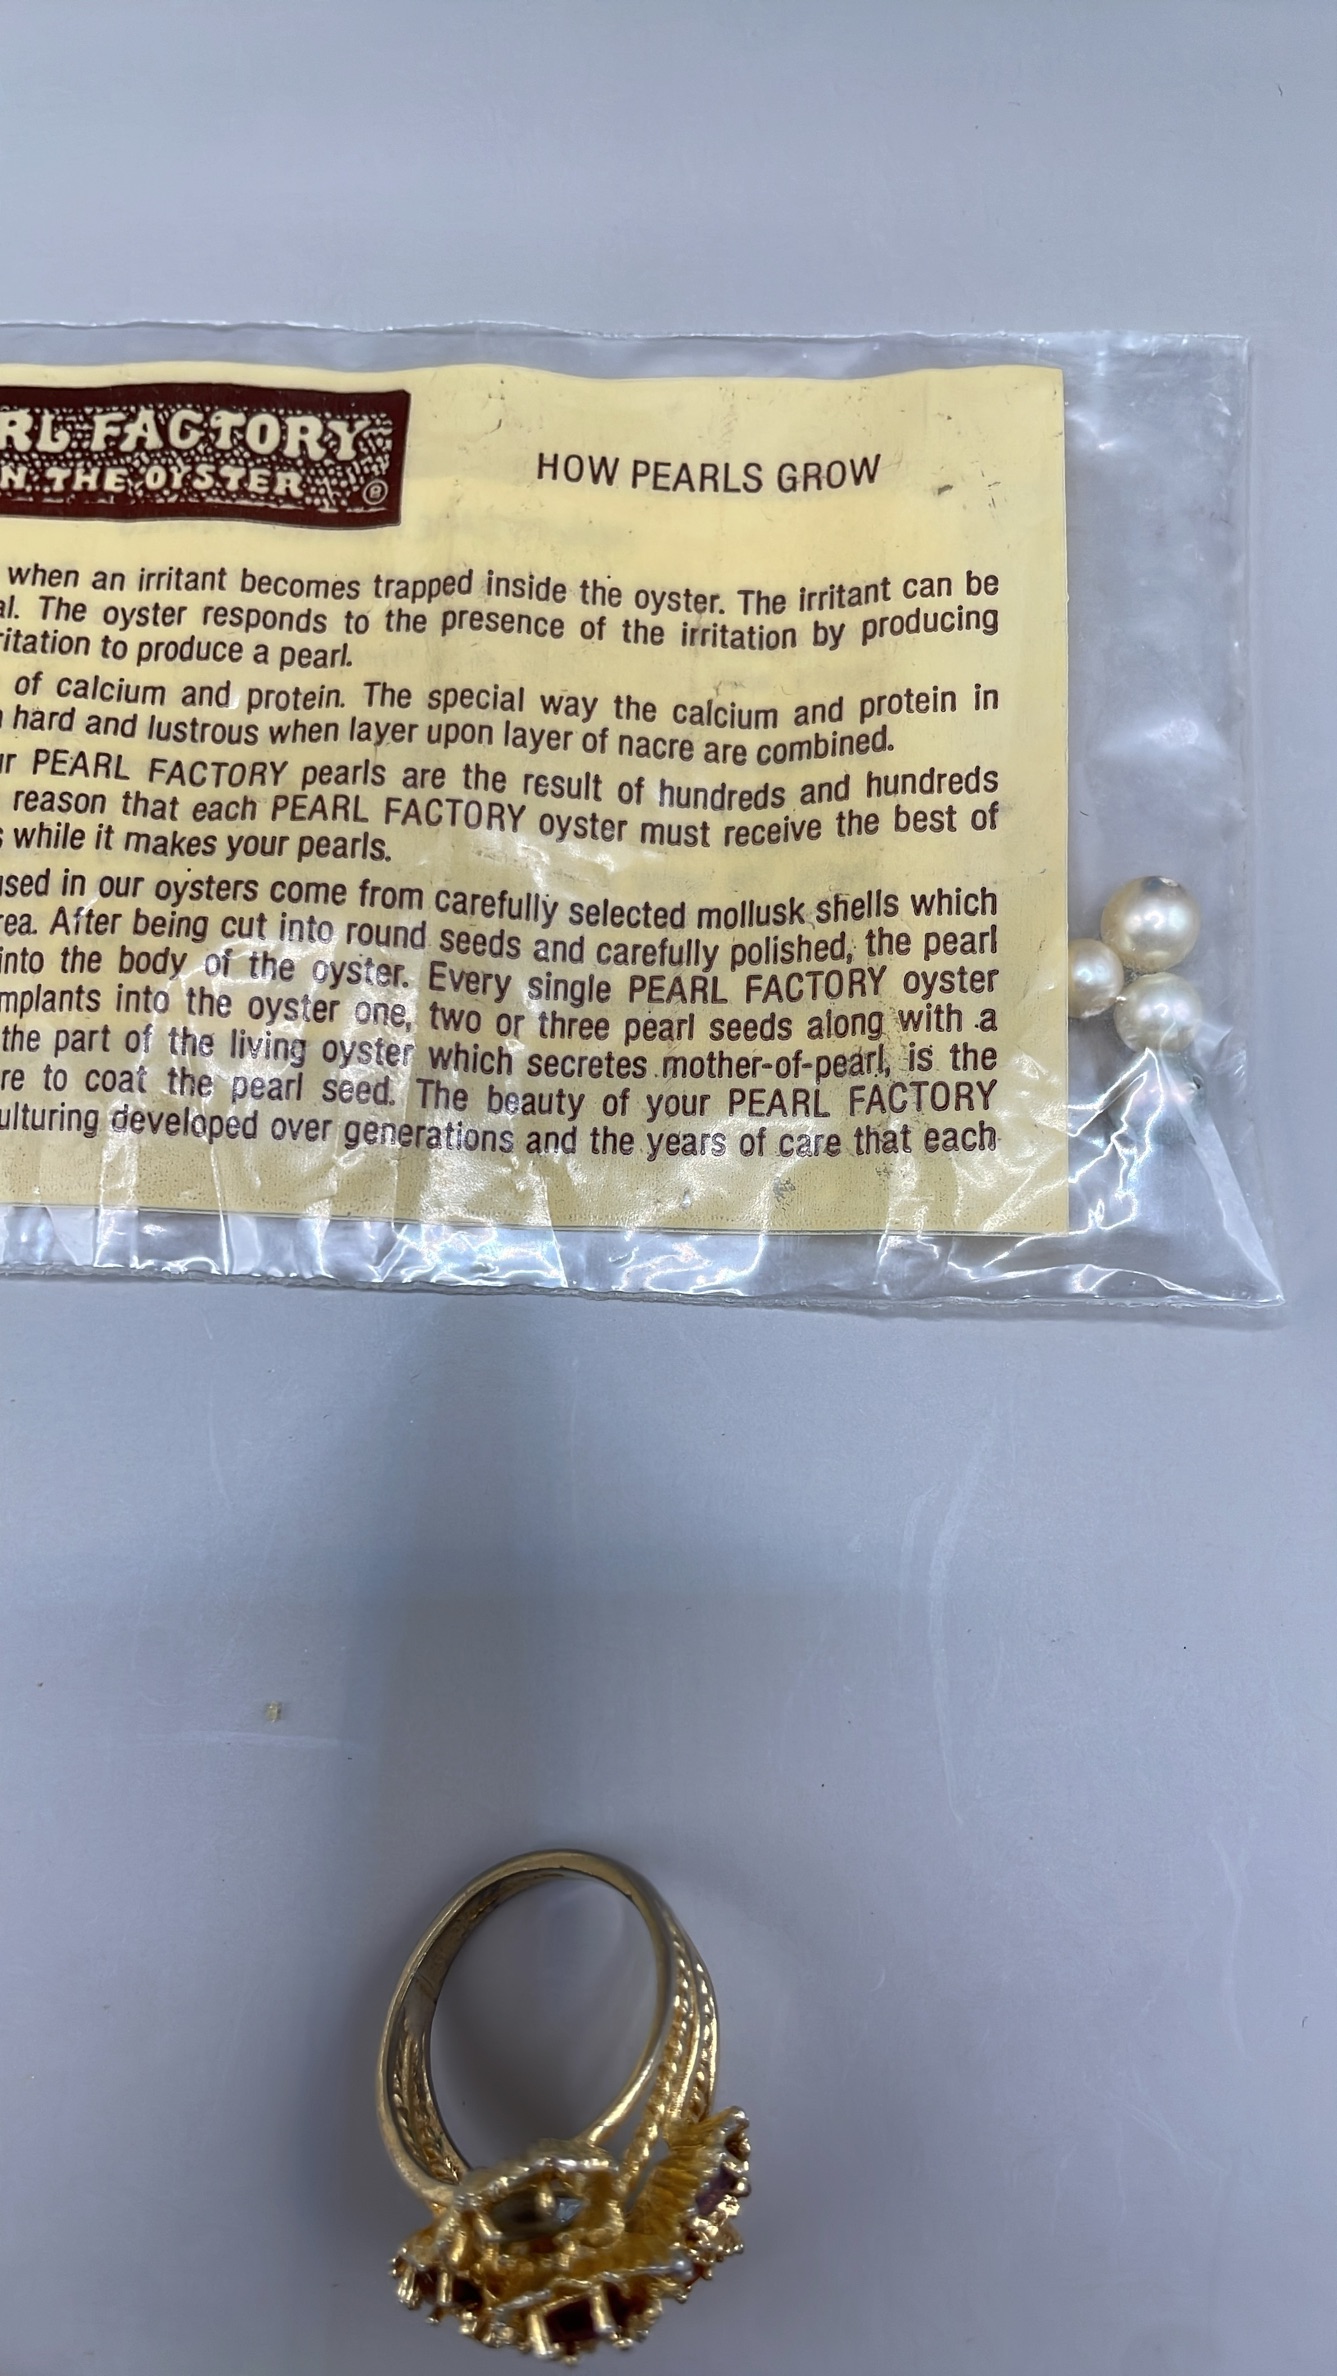 RL FACTORY
N THE OYSTER ®
HOW PEARLS GROW
when an irritant becomes trapped inside the oyster. The irritant can be
al. The oyster responds to the presence of the irritation by producing
ritation to produce a pearl.
of calcium and protein. The special way the calcium and protein in
hard and lustrous when layer upon layer of nacre are combined.
ur PEARL FACTORY pearls are the result of hundreds and hundreds
reason that each PEARL FACTORY oyster must receive the best of
s while it makes your pearls.
used in our oysters come from carefully selected mollusk shells which
rea. After being cut into round seeds and carefully polished, the pearl
into the body of the oyster. Every single PEARL FACTORY oyster
mplants into the oyster one, two or three pearl seeds along with a
the part of the living oyster which secretes mother-of-pearl, is the
re to coat the pearl seed. The beauty of your PEARL FACTORY
ulturing developed over generations and the years of care that each